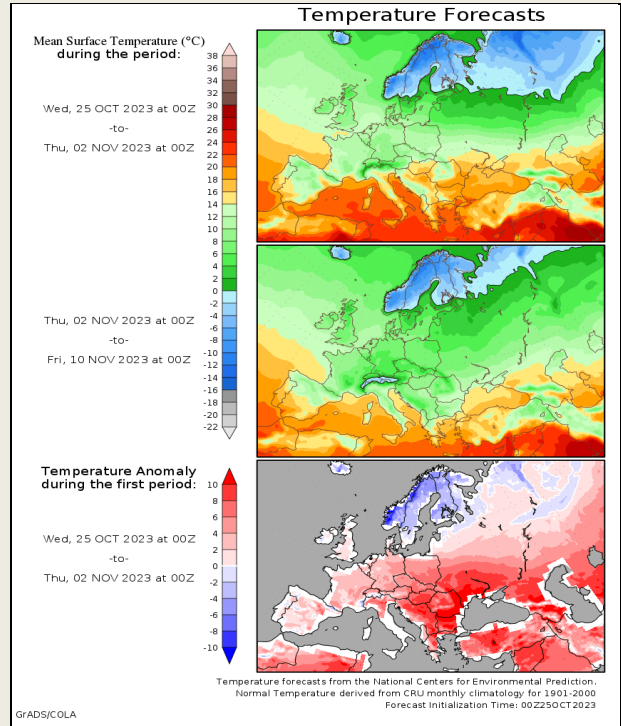 Temperature Forecasts
Mean Surface Temperature (°C)
during the period:
Wed, 25 OCT 2023 at 00Z
-to-
Thu, 02 NOV 2023 at 00Z
38
36
34
32
30
28
26
24
22
20
18
16
14
12
10
8
6
4
2
0
-2
-4
-6
-8
-10
-12
-14
-16
-18
-20
-22
Thu, 02 NOV 2023 at 00Z
-to-
Fri, 10 NOV 2023 at 00Z
Temperature Anomaly
during the first period:
Wed, 25 OCT 2023 at 00Z
-to-
Thu, 02 NOV 2023 at 00Z
10
8
6
4
2
0
-2
-4
-6
-8
-10
Temperature forecasts from the National Centers for Environmental Prediction.
Normal Temperature derived from CRU monthly climatology for 1901-2000
Forecast Initialization Time: 00Z25OCT2023
GrADS/COLA